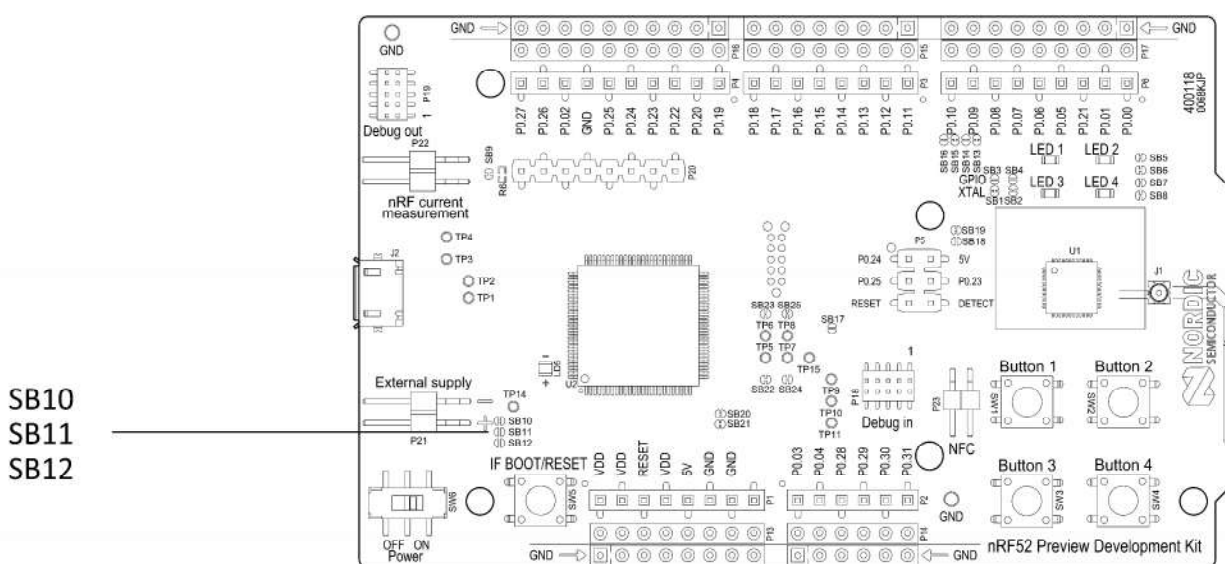 GND
GND
GND
P16
P15
P17
P19
1
Debug out
P4
P3
P6
400118
006BKJP
P0.27
P0.26
P0.02
GND
P0.25
P0.24
P0.23
P0.22
P0.20
P0.19
P0.18
P0.17
P0.16
P0.15
P0.14
P0.13
P0.12
P0.11
P0.10
P0.09
P0.08
P0.07
P0.06
P0.05
P0.21
P0.01
P0.00
P22
nRF current
measurement
SB9
R6
P20
SB16
SB15
SB14
SB13
LED 1
LED 2
SB3
SB4
GPIO
XTAL
SB1
SB2
LED 3
LED 4
SB5
SB6
SB7
SB8
TP4
TP3
TP2
TP1
J2
SB19
SB18
P5
P0.24
5V
P0.25
P0.23
RESET
DETECT
U1
J1
NORDIC
SEMICONDUCTOR
SB23
SB25
TP6
TP8
TP5
TP7
SB17
TP15
SB22
SB24
LD5
U2
1
P18
Debug in
TP9
TP10
TP11
P23
NFC
Button 1
Button 2
SW1
SW2
External supply
P21
TP14
SB10
SB11
SB12
SB10
SB11
SB12
SB20
SB21
IF BOOT/RESET
SW5
SW6
OFF ON
Power
VDD
VDD
RESET
VDD
5V
GND
GND
P1
P13
P0.03
P0.04
P0.28
P0.29
P0.30
P0.31
P2
P14
GND
Button 3
Button 4
SW3
SW4
GND
GND
nRF52 Preview Development Kit